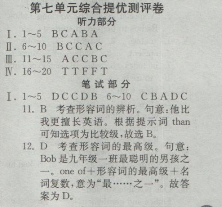 第七单元综合提优测评卷
听力部分
Ⅰ. 1~5 BCABA
Ⅱ. 6~10 BCCAC
Ⅲ. 11~15 ACCBC
Ⅳ. 16~20 TTFFT
笔试部分
Ⅰ. 1~5 DCCDB 6~10 CBADC
11. B 考查形容词的辨析。句意:他比
我更擅长英语。根据提示词 than
可知选项为比较级,故选 B。
12. D 考查形容词的最高级。句意:
Bob 是九年级一班最聪明的男孩之
一。one of+形容词的最高级+名
词复数,意为“最……之一”。故答
案为 D。